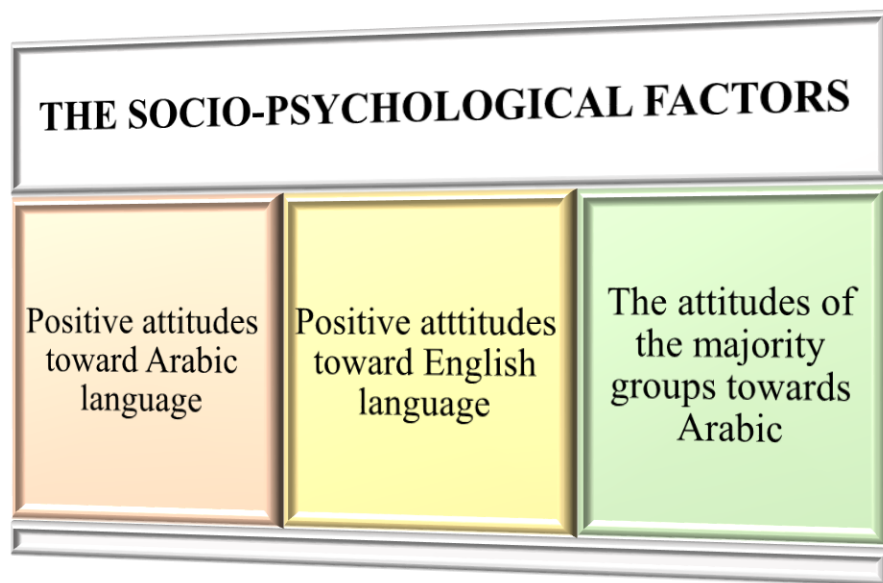 THE SOCIO-PSYCHOLOGICAL FACTORS
Positive attitudes
toward Arabic
language
Positive atttitudes
toward English
language
The attitudes of
the majority
groups towards
Arabic